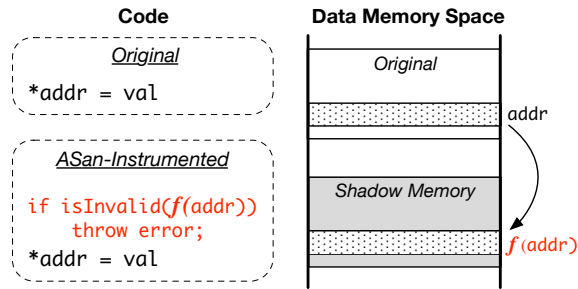 Code
Original
*addr = val
ASan-Instrumented
if isInvalid(f(addr))
throw error;
*addr = val
Data Memory Space
Original
addr
Shadow Memory
f(addr)